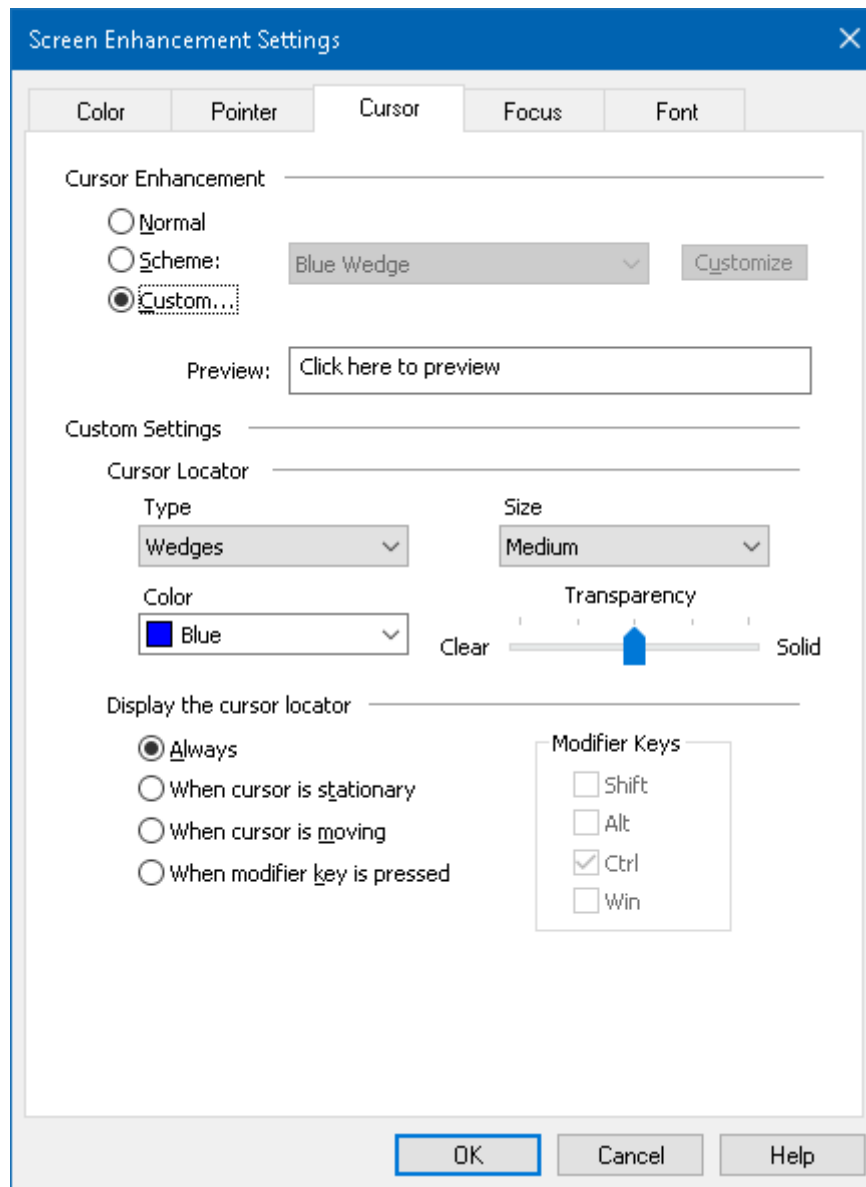 Screen Enhancement Settings
Color Pointer Cursor Focus Font
Cursor Enhancement
Normal
Scheme: Blue Wedge Customize
Custom...
Preview: Click here to preview
Custom Settings
Cursor Locator
Type Size
Wedges Medium
Color Transparency
Blue Clear Solid
Display the cursor locator
Always
When cursor is stationary
When cursor is moving
When modifier key is pressed
Modifier Keys
Shift
Alt
Ctrl
Win
OK Cancel Help